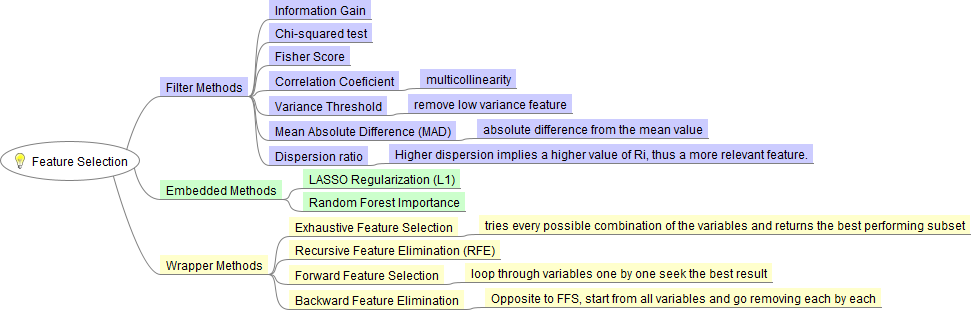 Feature Selection
Filter Methods
Information Gain
Chi-squared test
Fisher Score
Correlation Coeficient
multicollinearity
Variance Threshold
remove low variance feature
Mean Absolute Difference (MAD)
absolute difference from the mean value
Dispersion ratio
Higher dispersion implies a higher value of Ri, thus a more relevant feature.
Embedded Methods
LASSO Regularization (L1)
Random Forest Importance
Wrapper Methods
Exhaustive Feature Selection
tries every possible combination of the variables and returns the best performing subset
Recursive Feature Elimination (RFE)
Forward Feature Selection
loop through variables one by one seek the best result
Backward Feature Elimination
Opposite to FFS, start from all variables and go removing each by each